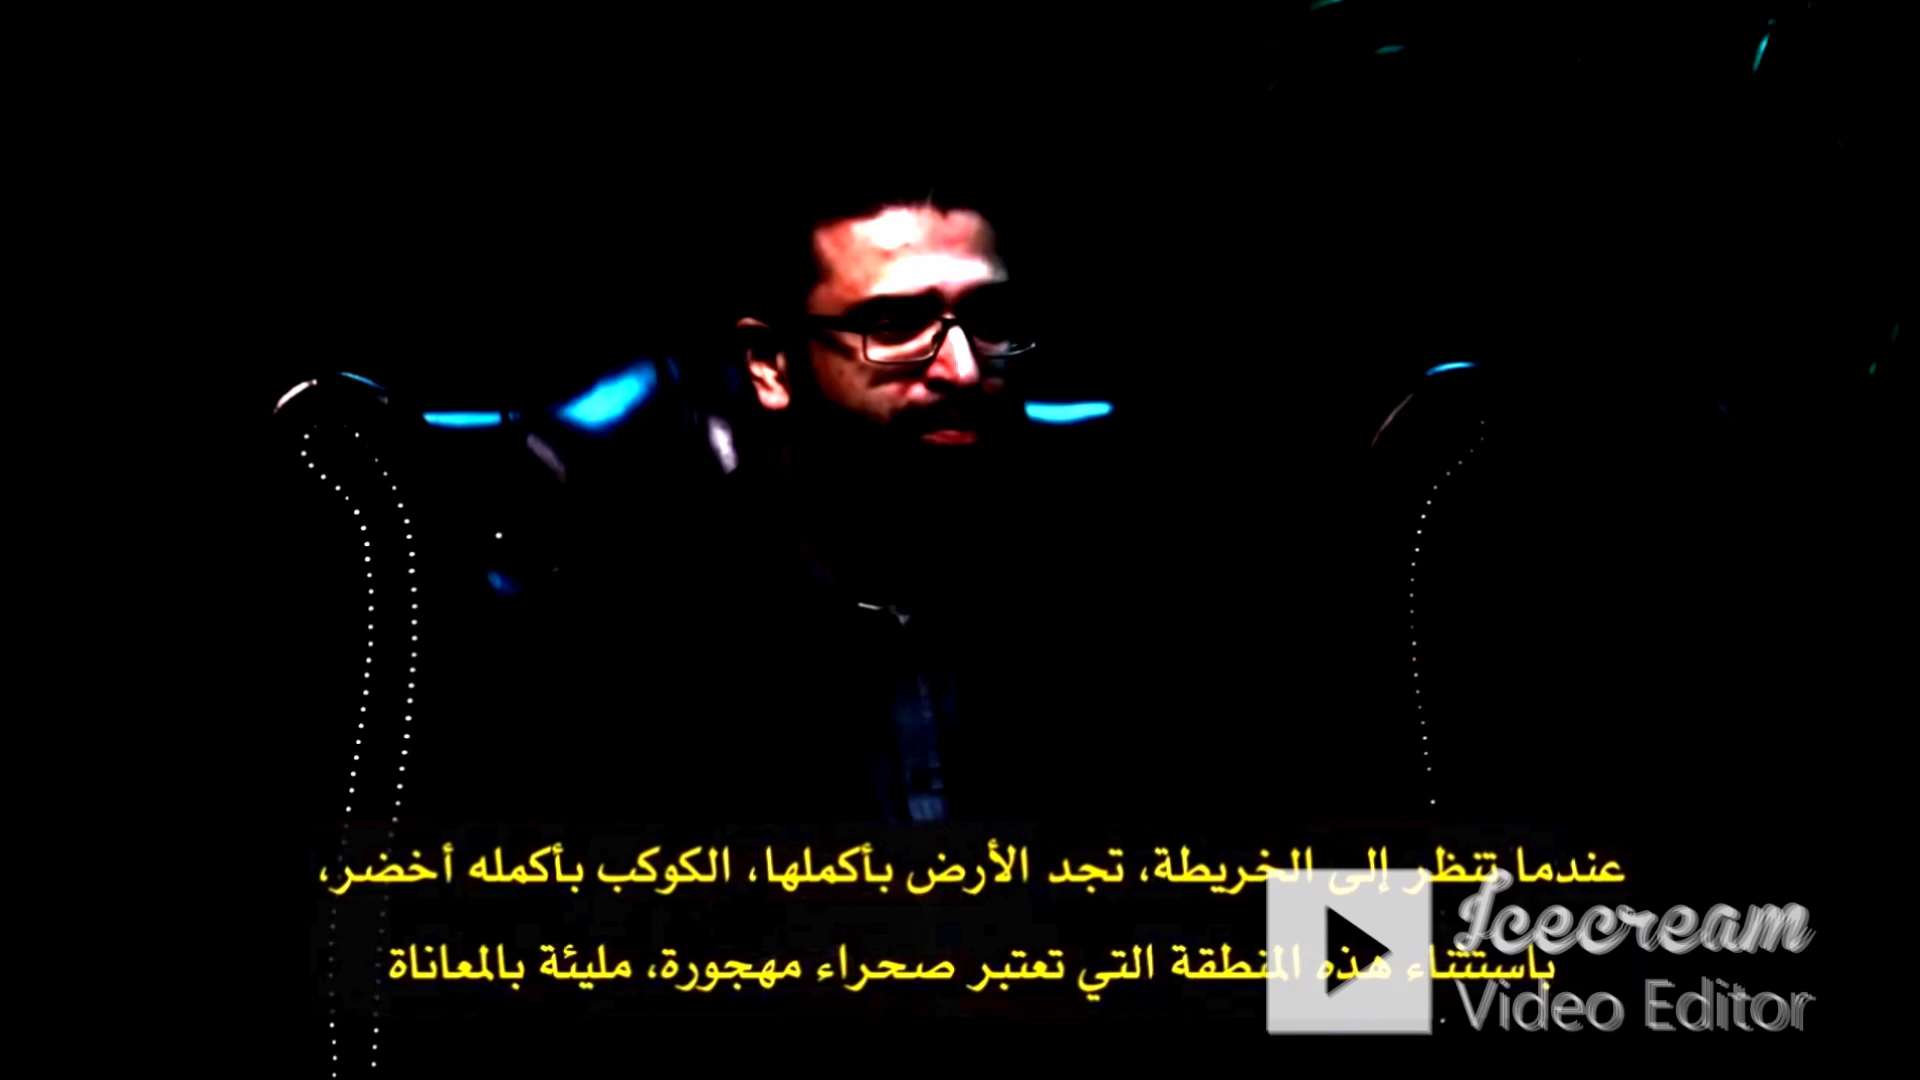 عندما تنظر إلى الخريطة، تجد الأرض بأكملها، الكوكب بأكمله أخضر،
باستثناء هذه المنطقة التي تعتبر صحراء مهجورة، مليئة بالمعاناة
Icecream
Video Editor